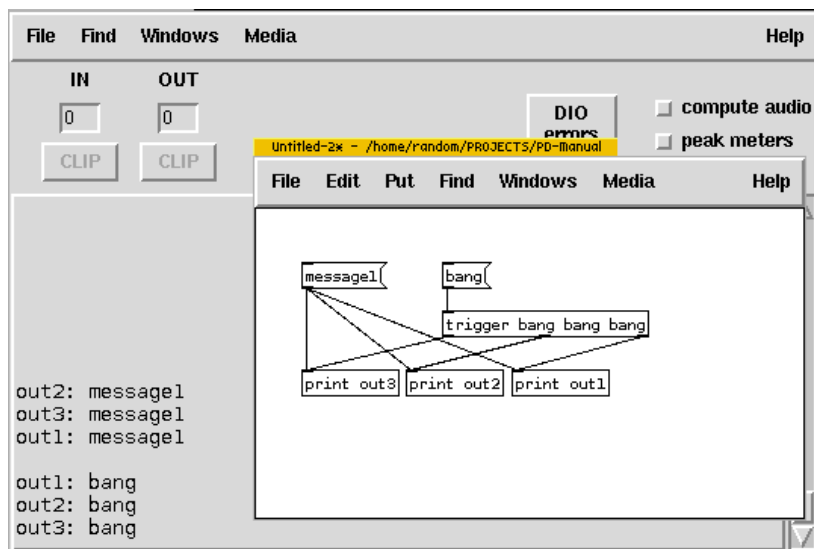 File Find Windows Media Help
IN OUT
0 0
CLIP CLIP
DIO
errors
compute audio
peak meters
Untitled-2* - /home/random/PROJECTS/PD-Manual
File Edit Put Find Windows Media Help
message1 bang
trigger bang bang bang
print out3 print out2 print out1
out2: message1
out3: message1
out1: message1
out1: bang
out2: bang
out3: bang